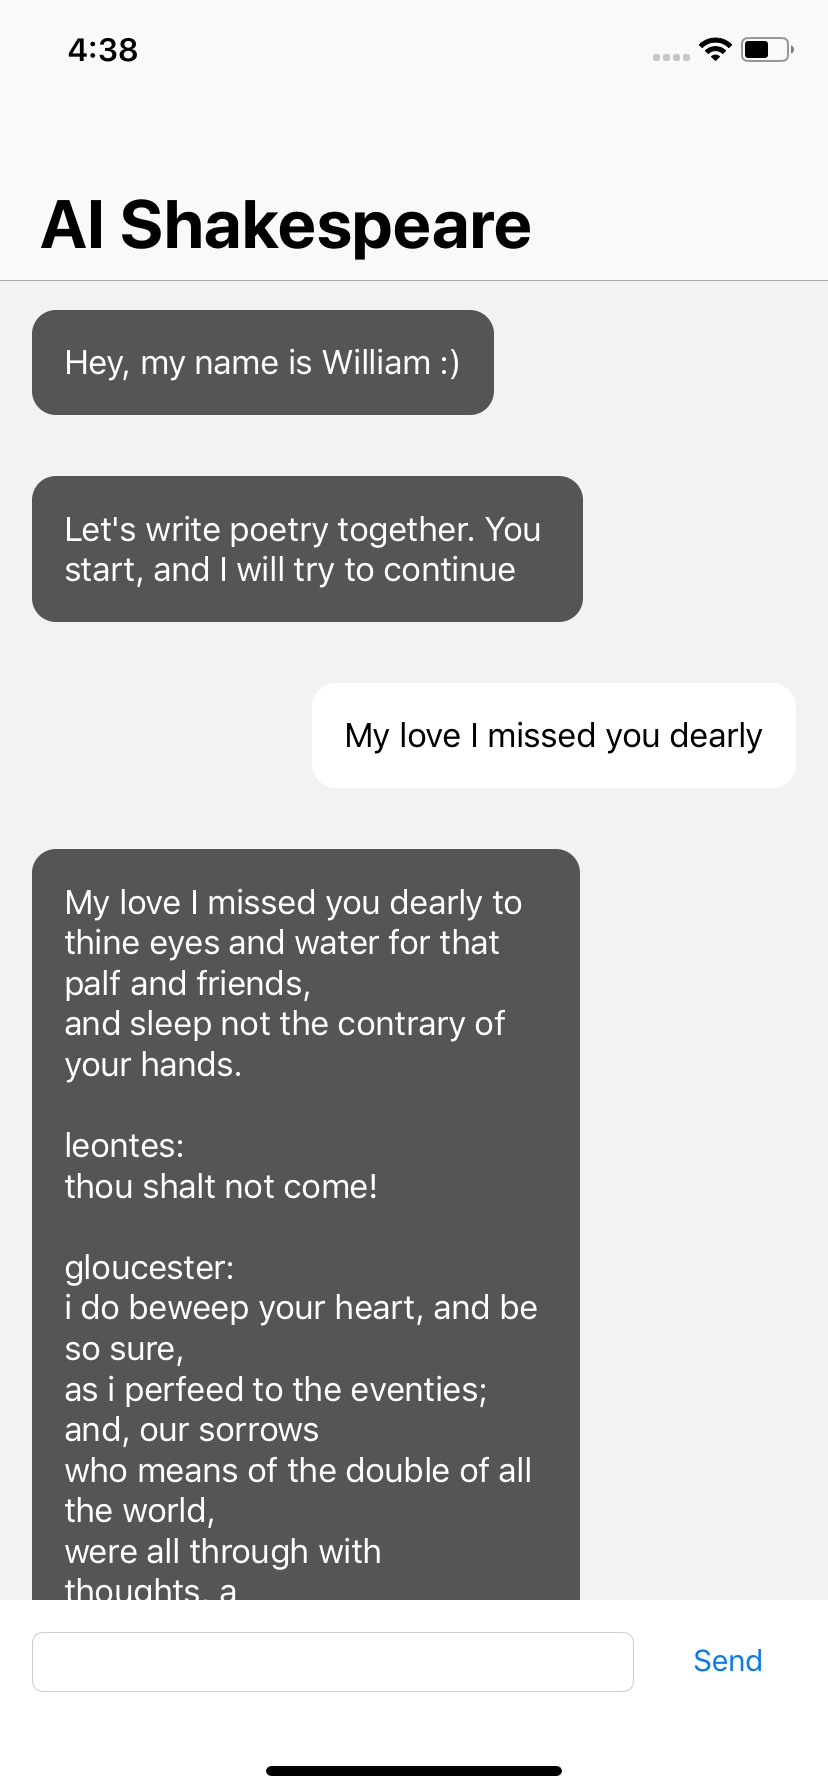 4:38
AI Shakespeare
Hey, my name is William :)
Let's write poetry together. You
start, and I will try to continue
My love I missed you dearly
My love I missed you dearly to
thine eyes and water for that
palf and friends,
and sleep not the contrary of
your hands.
leontes:
thou shalt not come!
gloucester:
i do beweep your heart, and be
so sure,
as i perfeed to the eventies;
and, our sorrows
who means of the double of all
the world,
were all through with
thoughts, a
Send